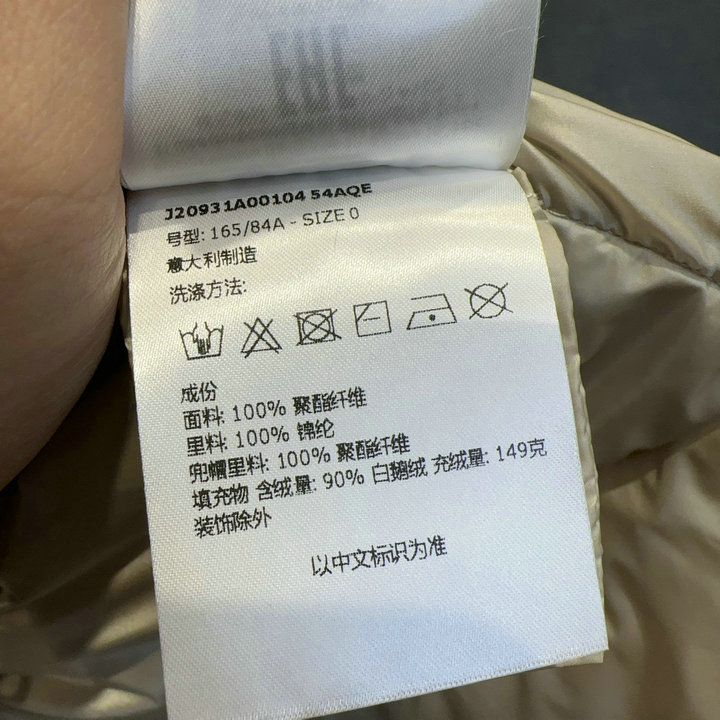 EAC
J20931A00104 54AQE
号型: 165/84A - SIZE 0
意大利制造
洗涤方法:
成份
面料: 100% 聚酯纤维
里料: 100% 锦纶
兜帽里料: 100% 聚酯纤维
填充物 含绒量: 90% 白鹅绒 充绒量: 149克
装饰除外
以中文标识为准